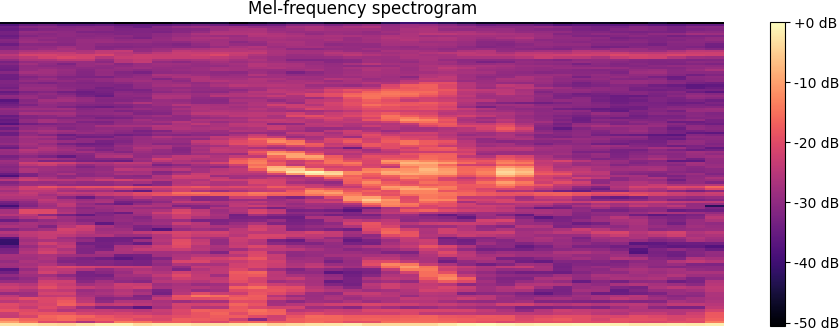 Mel-frequency spectrogram
+0 dB
-10 dB
-20 dB
-30 dB
-40 dB
-50 dB